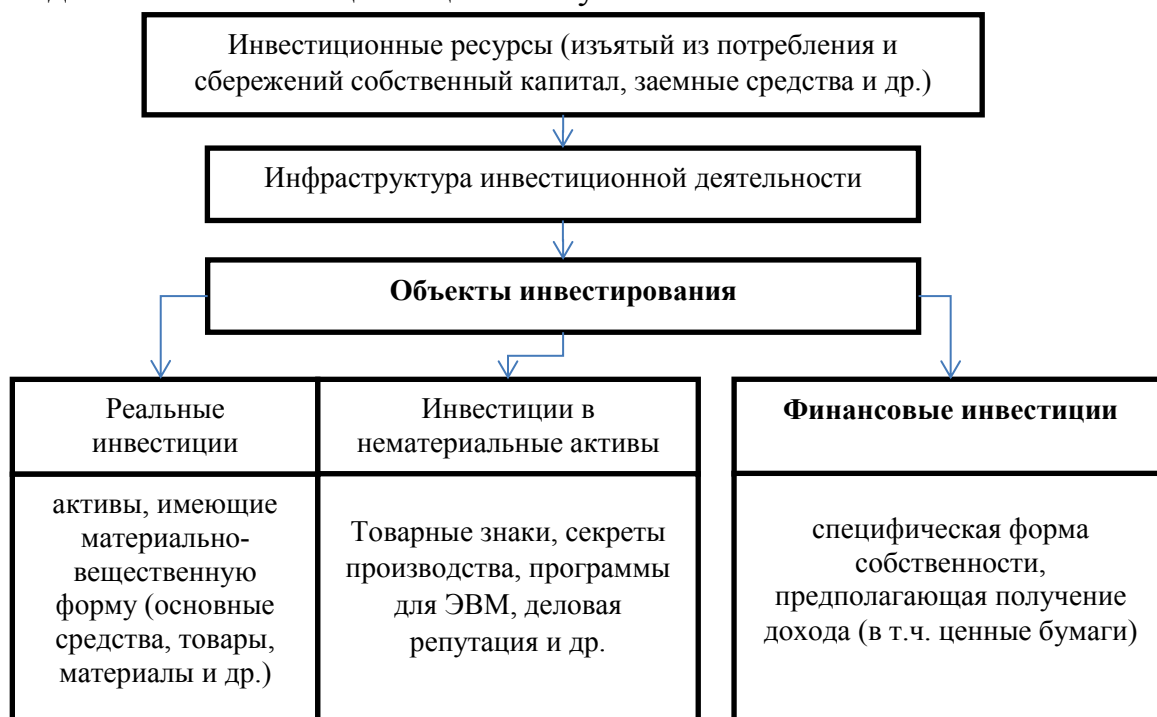 Инвестиционные ресурсы (изъятый из потребления и
сбережений собственный капитал, заемные средства и др.)
Инфраструктура инвестиционной деятельности
Объекты инвестирования
Реальные
инвестиции
Инвестиции в
нематериальные активы
Финансовые инвестиции
активы, имеющие
материально-
вещественную
форму (основные
средства, товары,
материалы и др.)
Товарные знаки, секреты
производства, программы
для ЭВМ, деловая
репутация и др.
специфическая форма
собственности,
предполагающая получение
дохода (в т.ч. ценные бумаги)